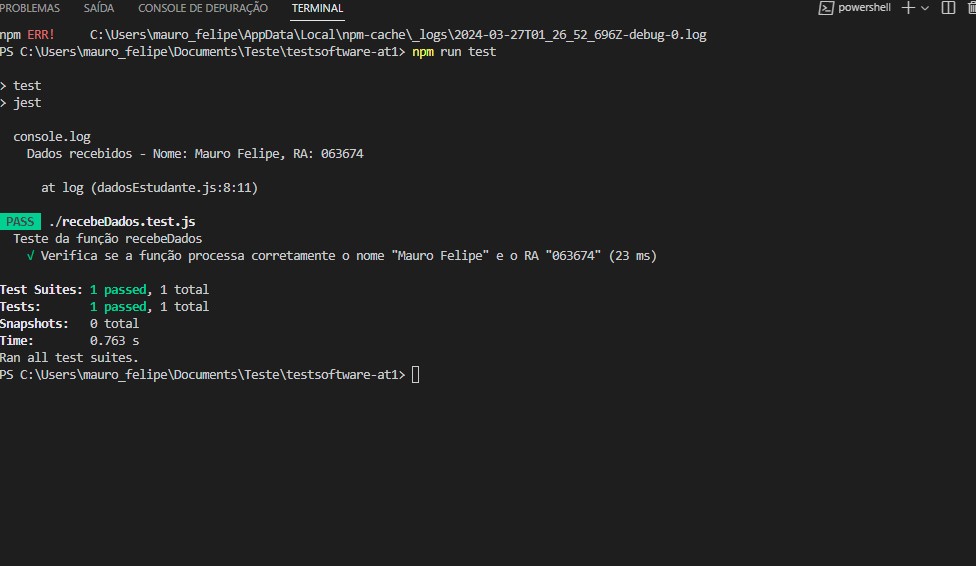 PROBLEMAS SAÍDA CONSOLE DE DEPURAÇÃO TERMINAL powershell
npm ERR! C:\Users\mauro_felipe\AppData\Local\npm-cache\_logs\2024-03-27T01_26_52_696Z-debug-0.log
PS C:\Users\mauro_felipe\Documents\Teste\testsoftware-at1> npm run test
> test
> jest
console.log
Dados recebidos - Nome: Mauro Felipe, RA: 063674
at log (dadosEstudante.js:8:11)
PASS ./recebeDados.test.js
Teste da função recebeDados
√ Verifica se a função processa corretamente o nome "Mauro Felipe" e o RA "063674" (23 ms)
Test Suites: 1 passed, 1 total
Tests: 1 passed, 1 total
Snapshots: 0 total
Time: 0.763 s
Ran all test suites.
PS C:\Users\mauro_felipe\Documents\Teste\testsoftware-at1>